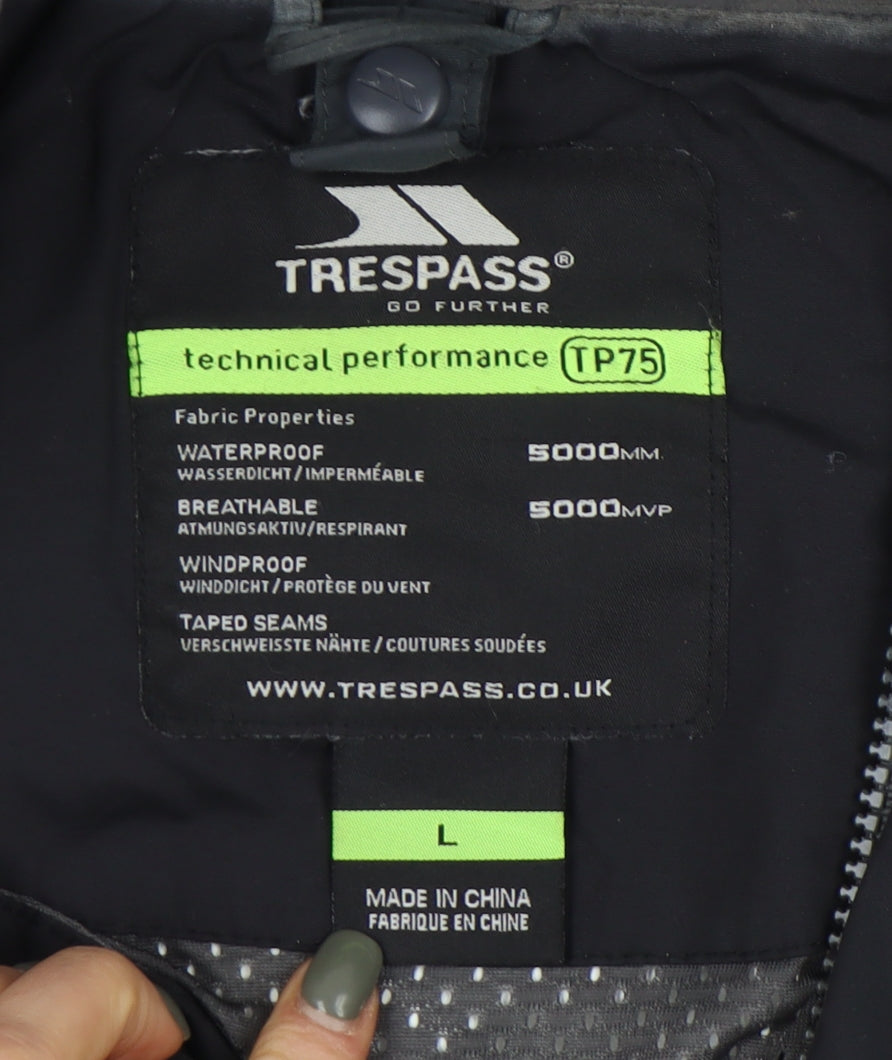 TRESPASS®
GO FURTHER
technical performance TP75
Fabric Properties
WATERPROOF 5000MM
WASSERDICHT/IMPERMÉABLE
BREATHABLE 5000MVP
ATMUNGSAKTIV/RESPIRANT
WINDPROOF
WINDDICHT/PROTÈGE DU VENT
TAPED SEAMS
VERSCHWEISSTE NÄHTE/COUTURES SOUDÉES
WWW.TRESPASS.CO.UK
L
MADE IN CHINA
FABRIQUE EN CHINE